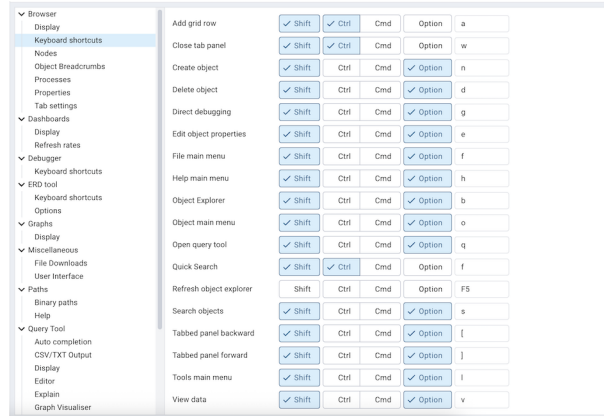 Browser
Display
Keyboard shortcuts
Nodes
Object Breadcrumbs
Processes
Properties
Tab settings
Dashboards
Display
Refresh rates
Debugger
Keyboard shortcuts
ERD tool
Keyboard shortcuts
Options
Graphs
Display
Miscellaneous
File Downloads
User Interface
Paths
Binary paths
Help
Query Tool
Auto completion
CSV/TXT Output
Display
Editor
Explain
Graph Visualiser
Add grid row Shift Ctrl Cmd Option a
Close tab panel Shift Ctrl Cmd Option w
Create object Shift Ctrl Cmd Option n
Delete object Shift Ctrl Cmd Option d
Direct debugging Shift Ctrl Cmd Option g
Edit object properties Shift Ctrl Cmd Option e
File main menu Shift Ctrl Cmd Option f
Help main menu Shift Ctrl Cmd Option h
Object Explorer Shift Ctrl Cmd Option b
Object main menu Shift Ctrl Cmd Option o
Open query tool Shift Ctrl Cmd Option q
Quick Search Shift Ctrl Cmd Option f
Refresh object explorer Shift Ctrl Cmd Option F5
Search objects Shift Ctrl Cmd Option s
Tabbed panel backward Shift Ctrl Cmd Option [
Tabbed panel forward Shift Ctrl Cmd Option ]
Tools main menu Shift Ctrl Cmd Option l
View data Shift Ctrl Cmd Option v